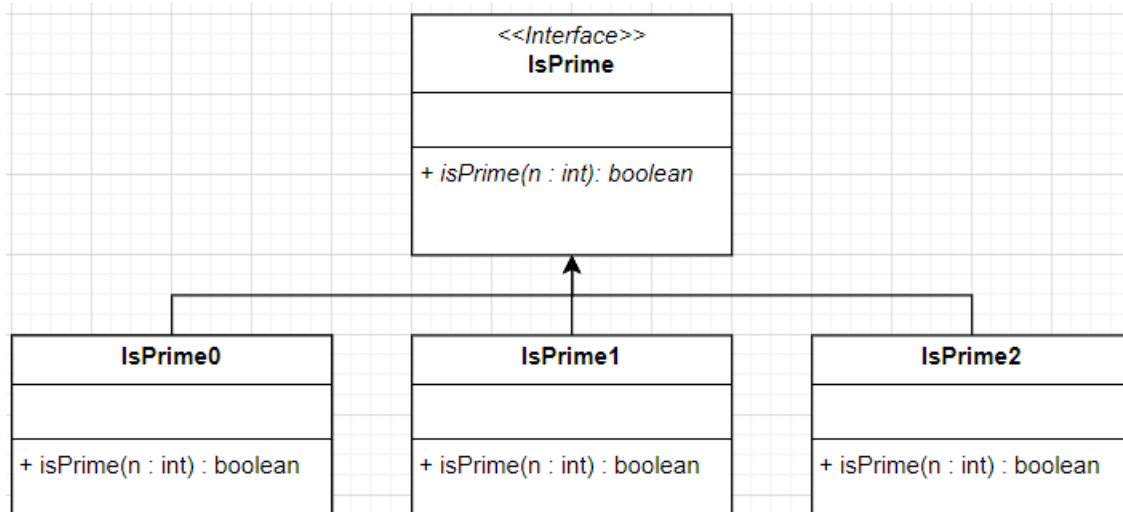 <<Interface>>
IsPrime
+ isPrime(n : int): boolean
IsPrime0
IsPrime1
IsPrime2
+ isPrime(n : int) : boolean
+ isPrime(n : int) : boolean
+ isPrime(n : int) : boolean